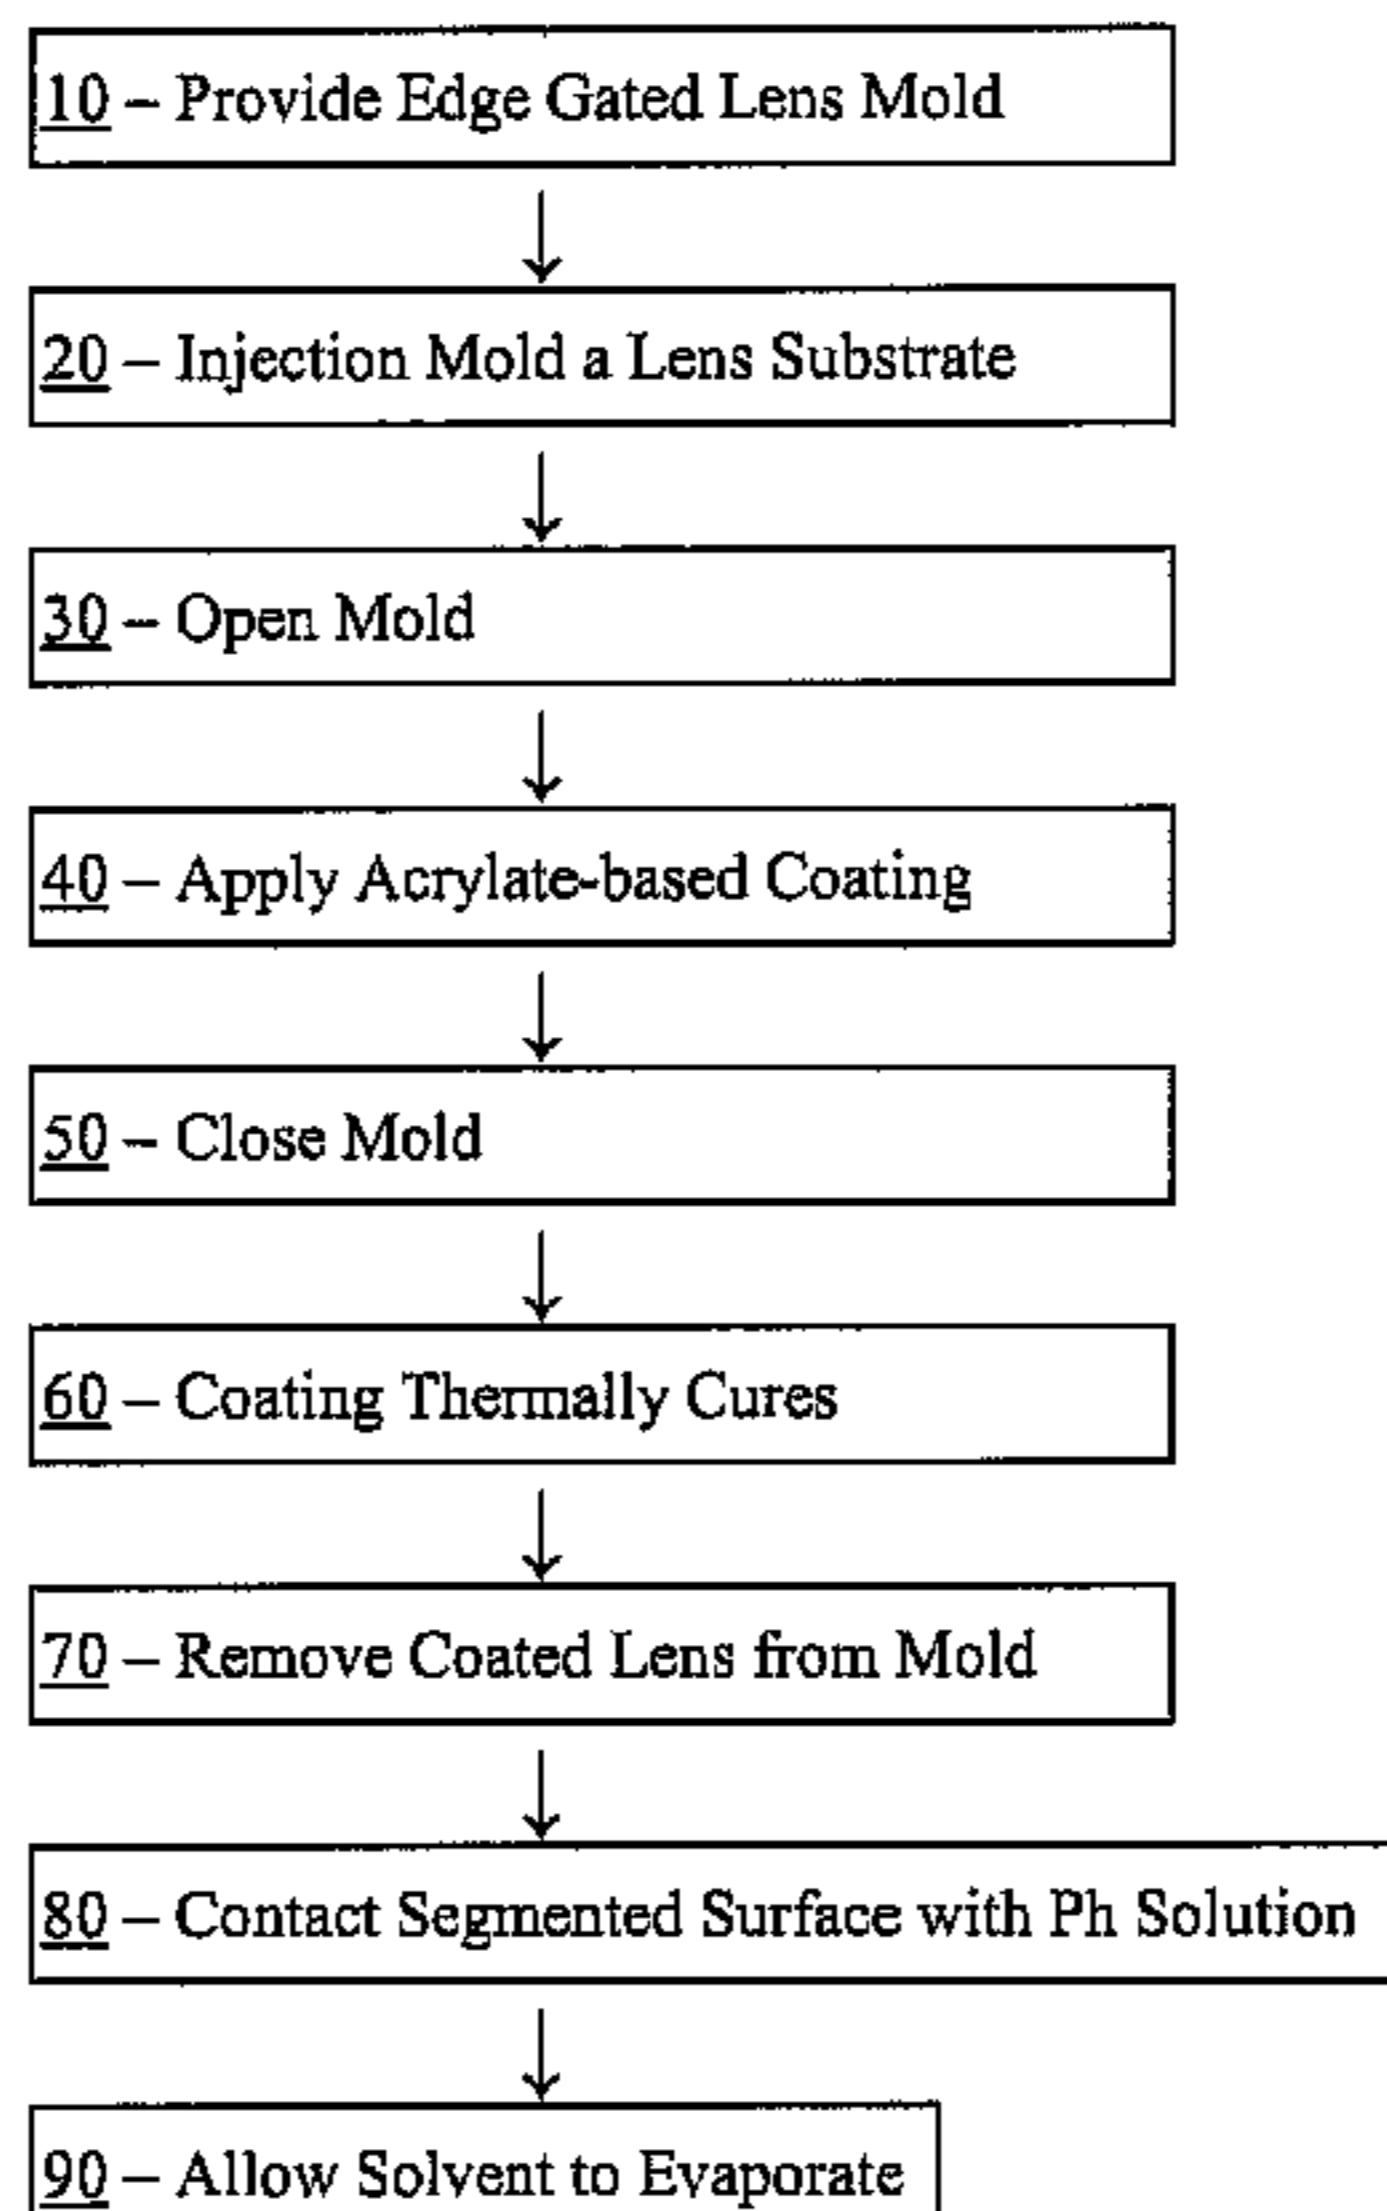 10 – Provide Edge Gated Lens Mold
20 – Injection Mold a Lens Substrate
30 – Open Mold
40 – Apply Acrylate-based Coating
50 – Close Mold
60 – Coating Thermally Cures
70 – Remove Coated Lens from Mold
80 – Contact Segmented Surface with Ph Solution
90 – Allow Solvent to Evaporate